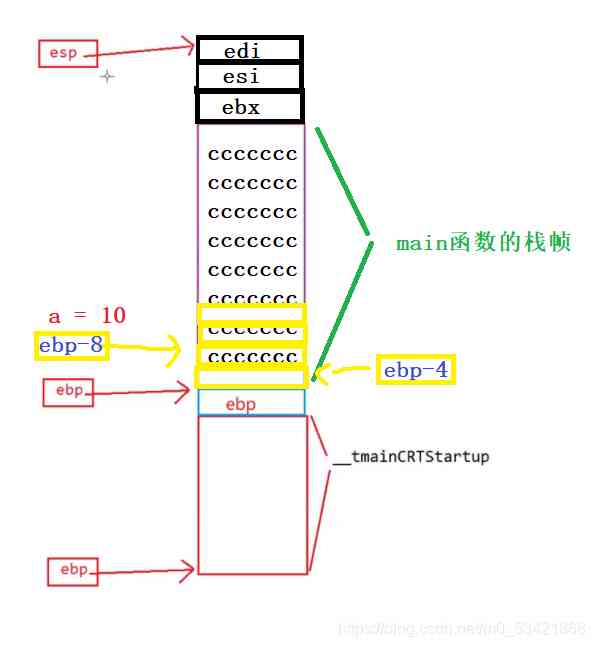 esp
edi
esi
ebx
ccccccc
ccccccc
ccccccc
ccccccc
ccccccc
ccccccc
main函数的栈帧
a = 10
ccccccc
ebp-8
ccccccc
ebp-4
ebp
ebp
__tmainCRTStartup
ebp
https://blog.csdn.net/m0_53421868